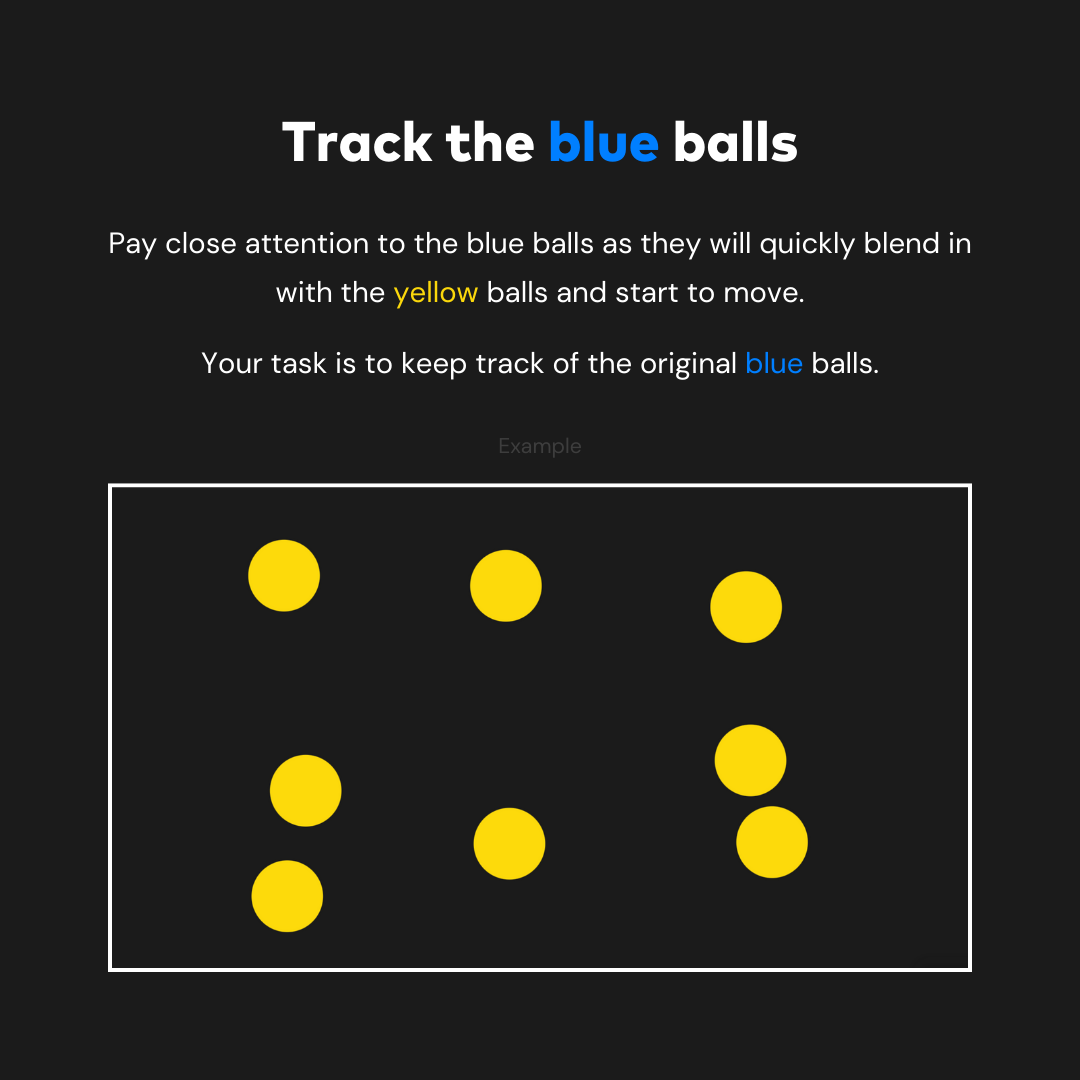 Track the blue balls
Pay close attention to the blue balls as they will quickly blend in
with the yellow balls and start to move.
Your task is to keep track of the original blue balls.
Example